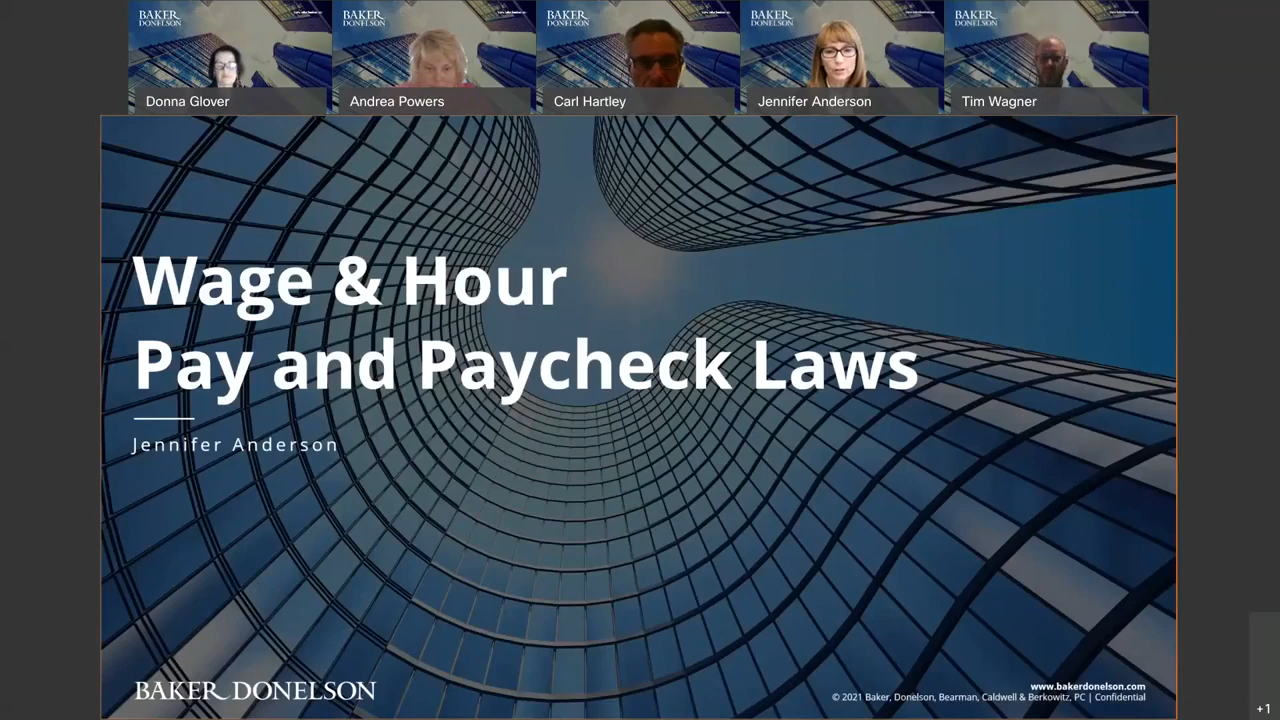 BAKER
DONELSON
BAKER
DONELSON
BAKER
DONELSON
BAKER
DONELSON
BAKER
DONELSON
Donna Glover
Andrea Powers
Carl Hartley
Jennifer Anderson
Tim Wagner
Wage & Hour
Pay and Paycheck Laws
Jennifer Anderson
BAKER DONELSON
www.bakerdonelson.com
© 2021 Baker, Donelson, Bearman, Caldwell & Berkowitz, PC | Confidential
+1